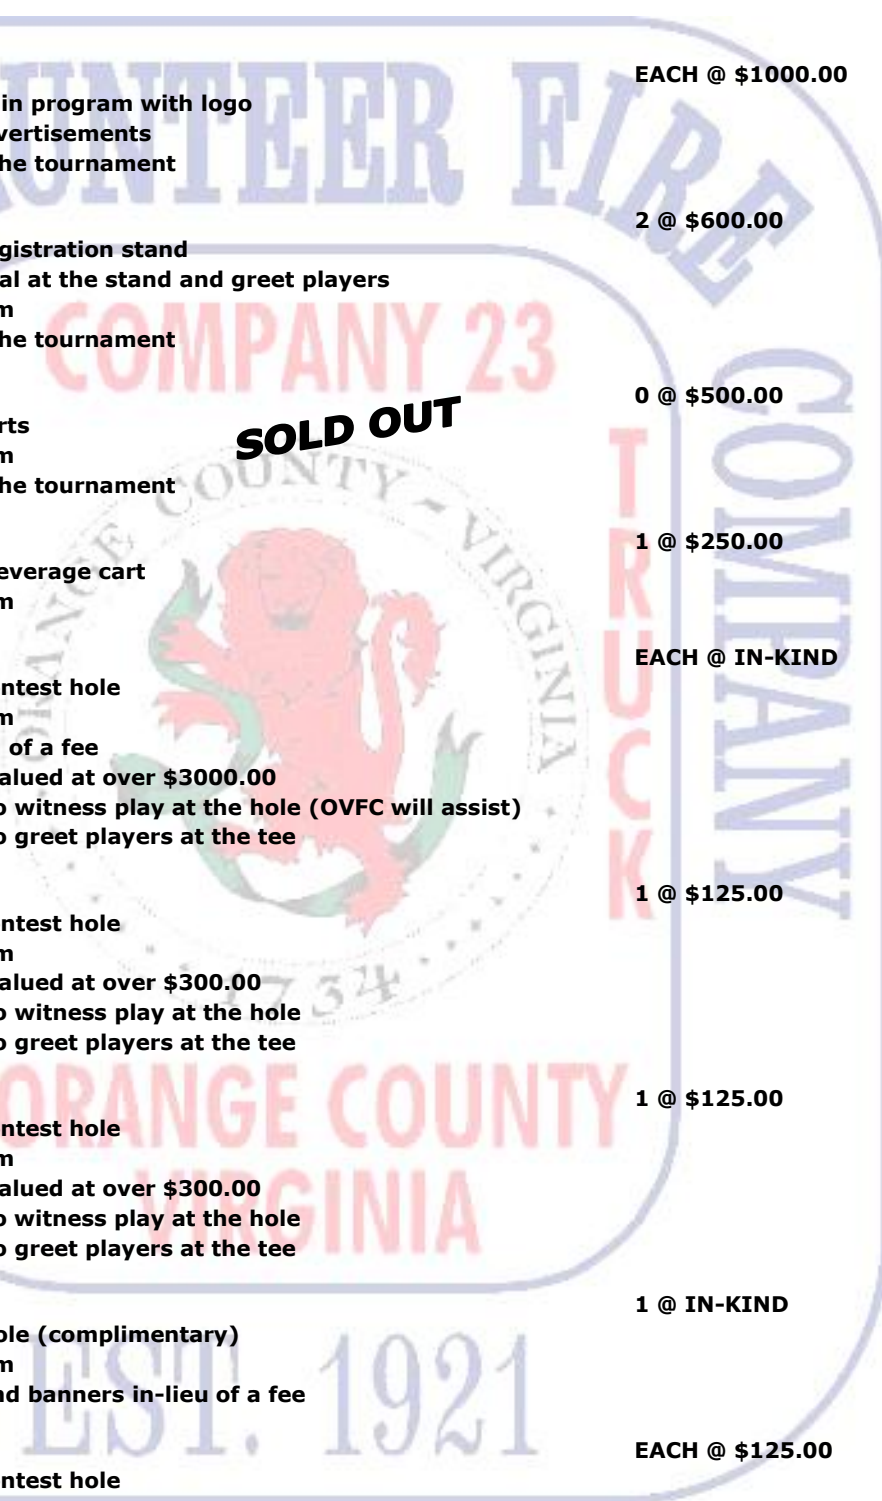 UNTEER FIRE COMPANY
EACH @ $1000.00
in program with logo
vertisements
he tournament
2 @ $600.00
gistration stand
al at the stand and greet players
m
he tournament
COMPANY 23
0 @ $500.00
rts
SOLD OUT
m
he tournament
TRUCK
ORANGE COUNTY - VIRGINIA
1 @ $250.00
everage cart
m
EACH @ IN-KIND
ntest hole
m
of a fee
alued at over $3000.00
o witness play at the hole (OVFC will assist)
o greet players at the tee
1 @ $125.00
ntest hole
m
alued at over $300.00
1734
o witness play at the hole
o greet players at the tee
ORANGE COUNTY
VIRGINIA
1 @ $125.00
ntest hole
m
alued at over $300.00
o witness play at the hole
o greet players at the tee
1 @ IN-KIND
ole (complimentary)
m
nd banners in-lieu of a fee
EST. 1921
EACH @ $125.00
ntest hole